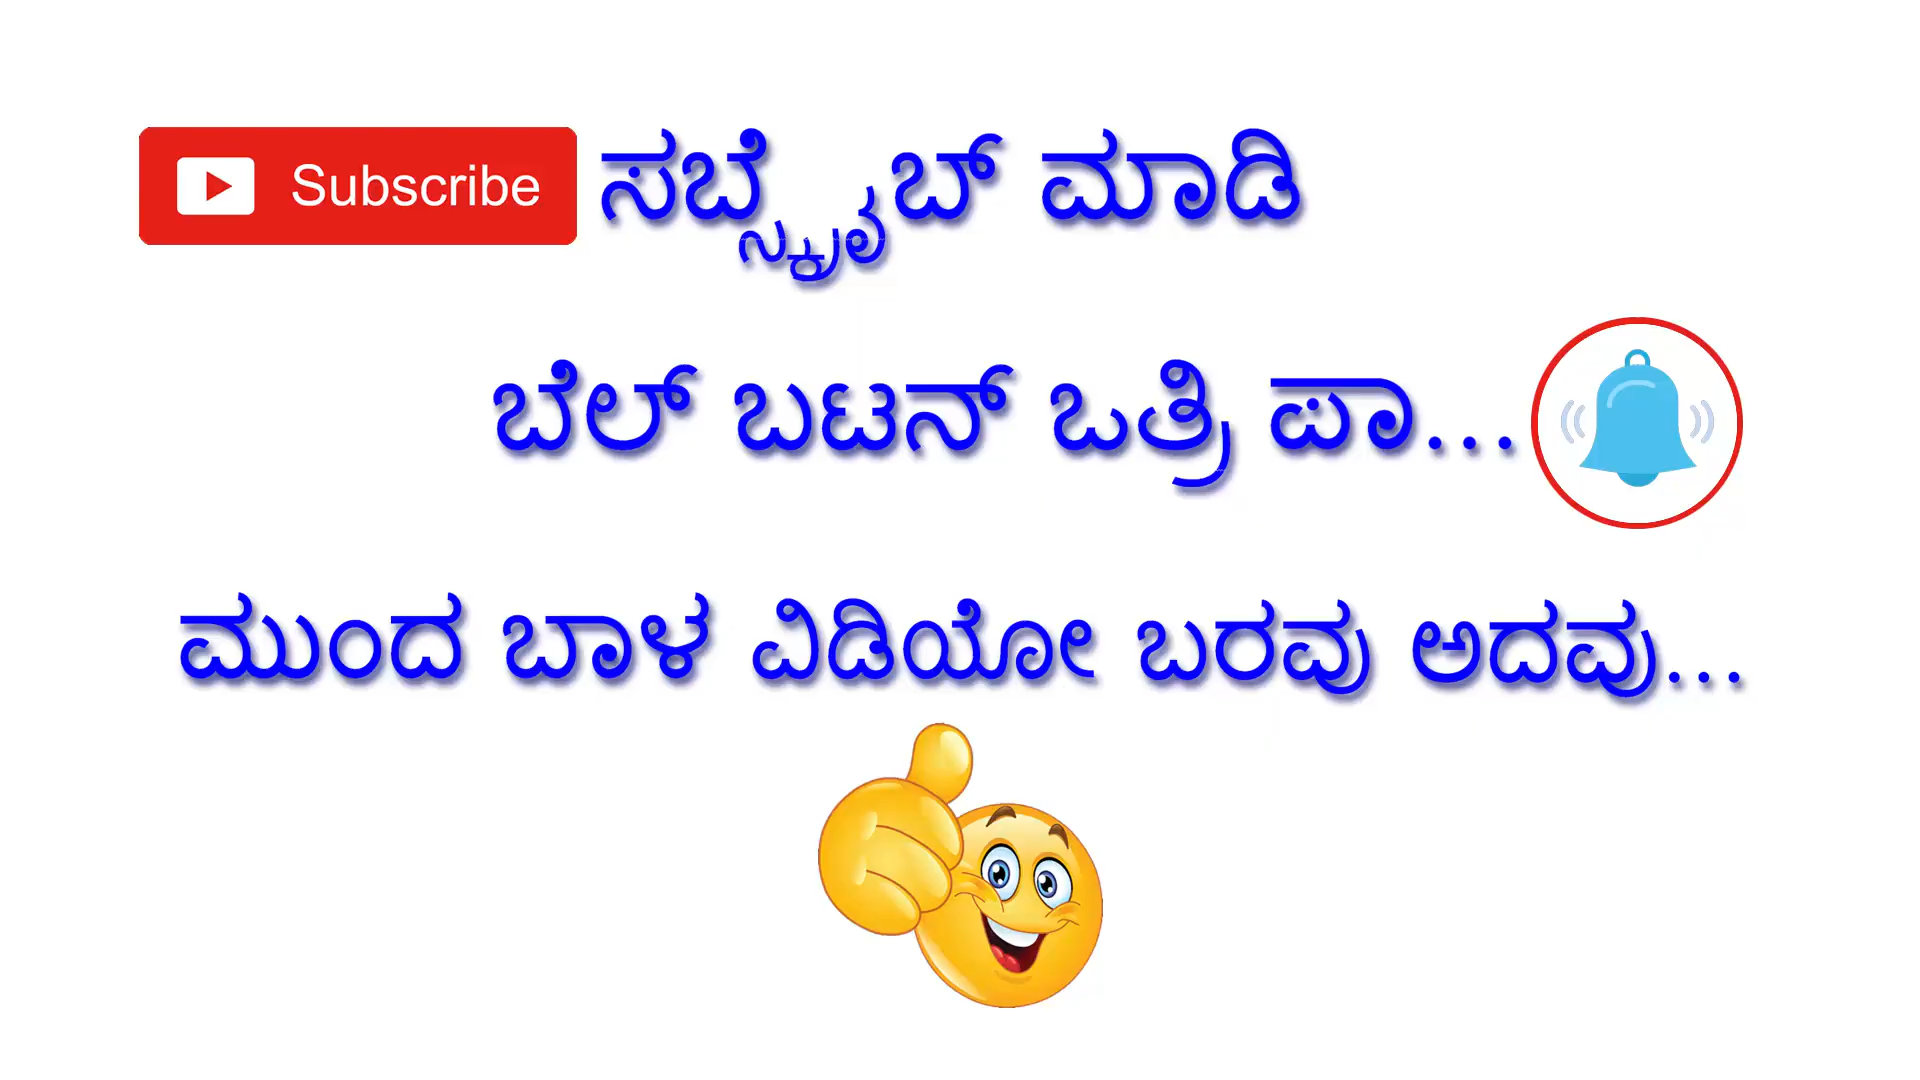 Subscribe ಸಬ್ಸ್ಕ್ರೈಬ್ ಮಾಡಿ
ಬೆಲ್ ಬಟನ್ ಒತ್ರಿ ಪಾ...
ಮುಂದ ಬಾಳ ವಿಡಿಯೋ ಬರವು ಅದವು...